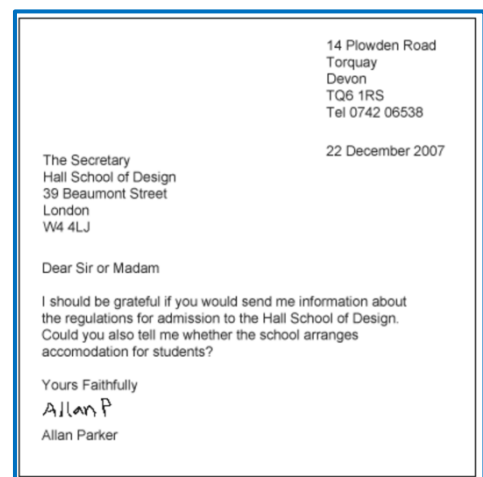 14 Plowden Road
Torquay
Devon
TQ6 1RS
Tel 0742 06538
22 December 2007
The Secretary
Hall School of Design
39 Beaumont Street
London
W4 4LJ
Dear Sir or Madam
I should be grateful if you would send me information about
the regulations for admission to the Hall School of Design.
Could you also tell me whether the school arranges
accomodation for students?
Yours Faithfully
Allan P
Allan Parker